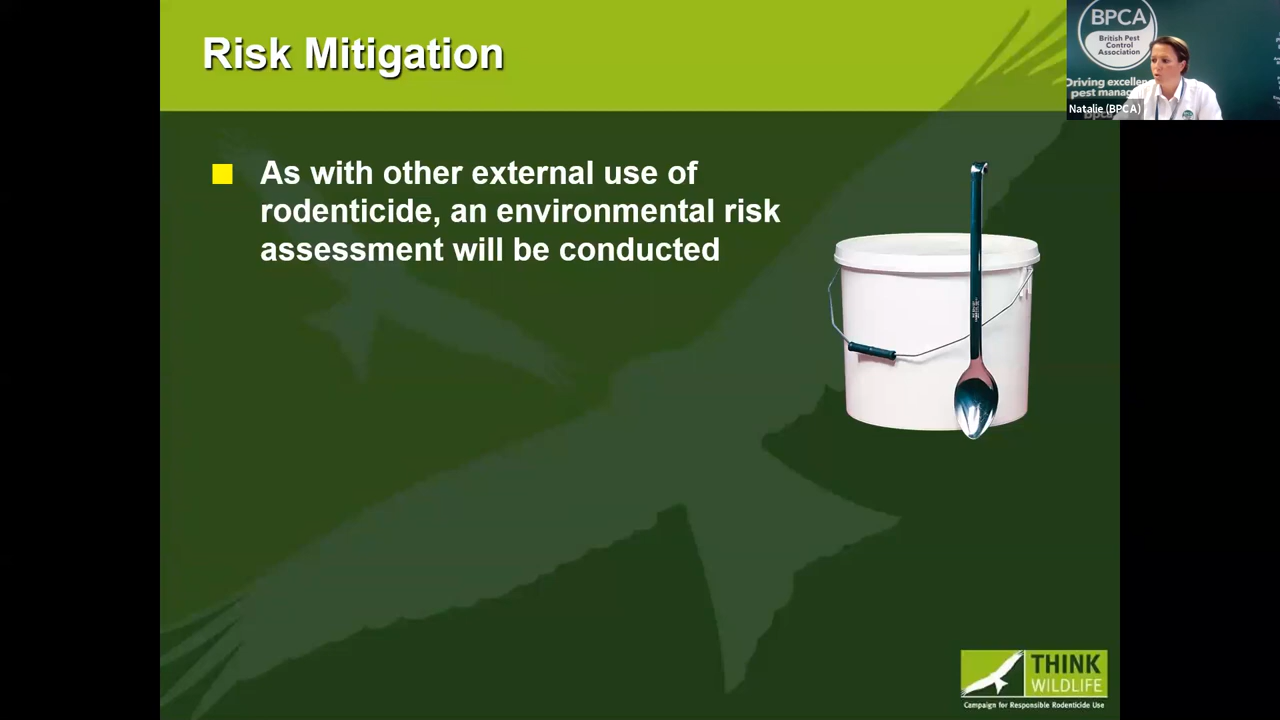 Risk Mitigation
As with other external use of
rodenticide, an environmental risk
assessment will be conducted
BPCA
British Pest
Control
Association
Driving excellen
pest manag
Natalie (BPCA)
THINK
WILDLIFE
Campaign for Responsible Rodenticide Use